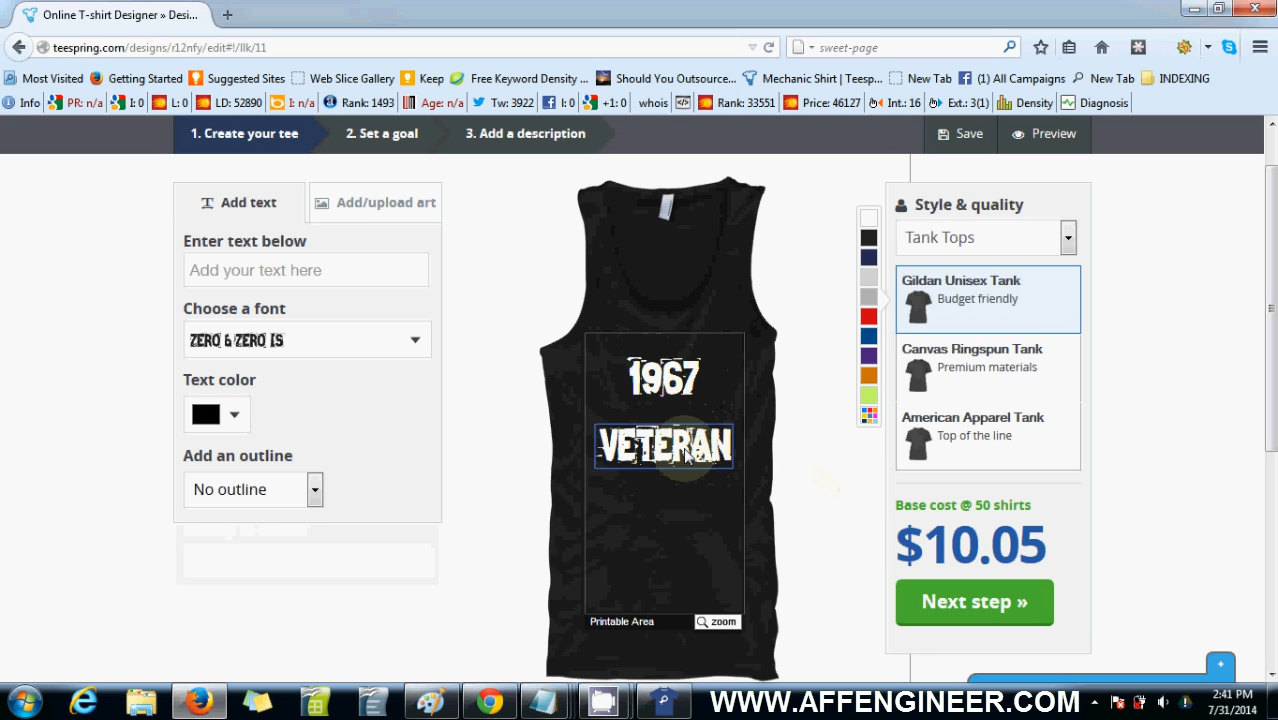 Online T-shirt Designer » Desi...
teespring.com/designs/r12nfy/edit#!/llk/11
sweet-page
Most Visited Getting Started Suggested Sites Web Slice Gallery Keep Free Keyword Density ... Should You Outsource... Mechanic Shirt | Teesp... New Tab (1) All Campaigns New Tab INDEXING
Info PR: n/a I: 0 L: 0 LD: 52890 I: n/a Rank: 1493 Age: n/a Tw: 3922 I: 0 +1: 0 whois Rank: 33551 Price: 46127 Int.: 16 Ext.: 3(1) Density Diagnosis
1. Create your tee 2. Set a goal 3. Add a description Save Preview
Add text Add/upload art
Enter text below
Add your text here
Choose a font
ZERO & ZERO IS
Text color
Add an outline
No outline
1967
VETERAN
Printable Area zoom
Style & quality
Tank Tops
Gildan Unisex Tank
Budget friendly
Canvas Ringspun Tank
Premium materials
American Apparel Tank
Top of the line
Base cost @ 50 shirts
$10.05
Next step »
+
WWW.AFFENGINEER.COM
2:41 PM
7/31/2014